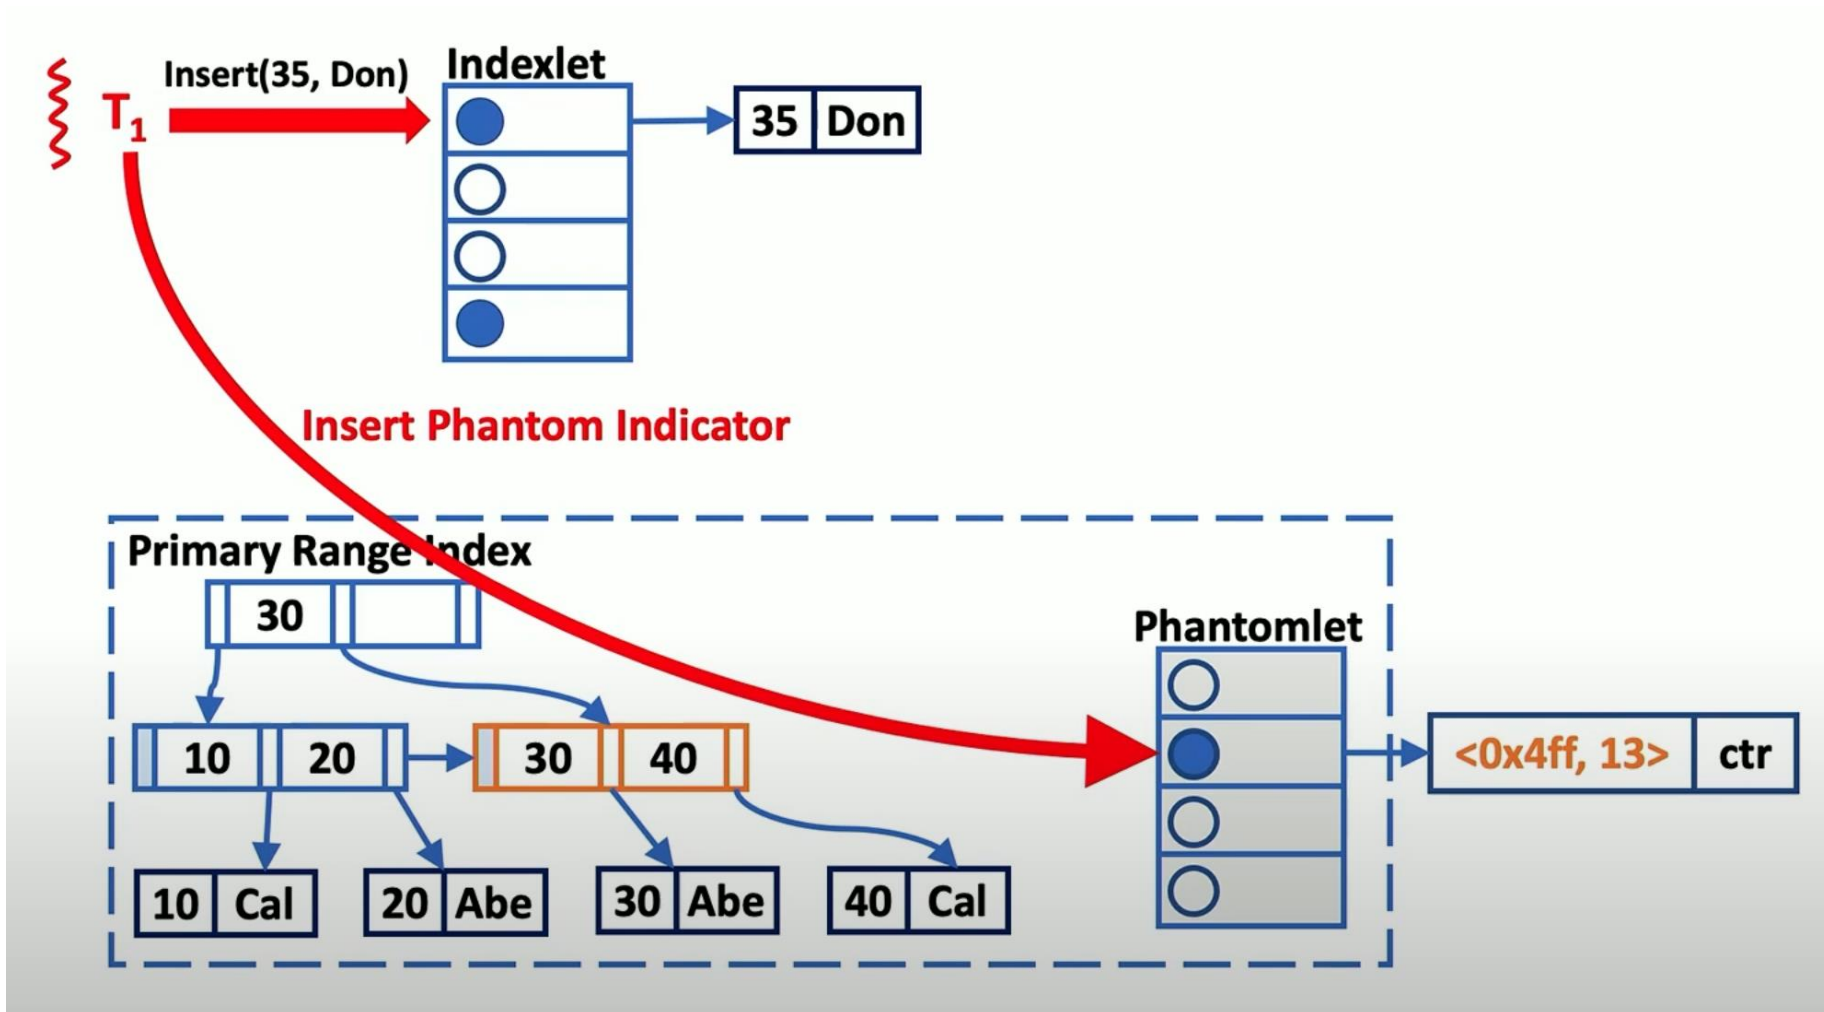 Insert(35, Don)
Indexlet
T1
35 Don
Insert Phantom Indicator
Primary Range Index
30
Phantomlet
10 20
30 40
<0x4ff, 13> ctr
10 Cal
20 Abe
30 Abe
40 Cal